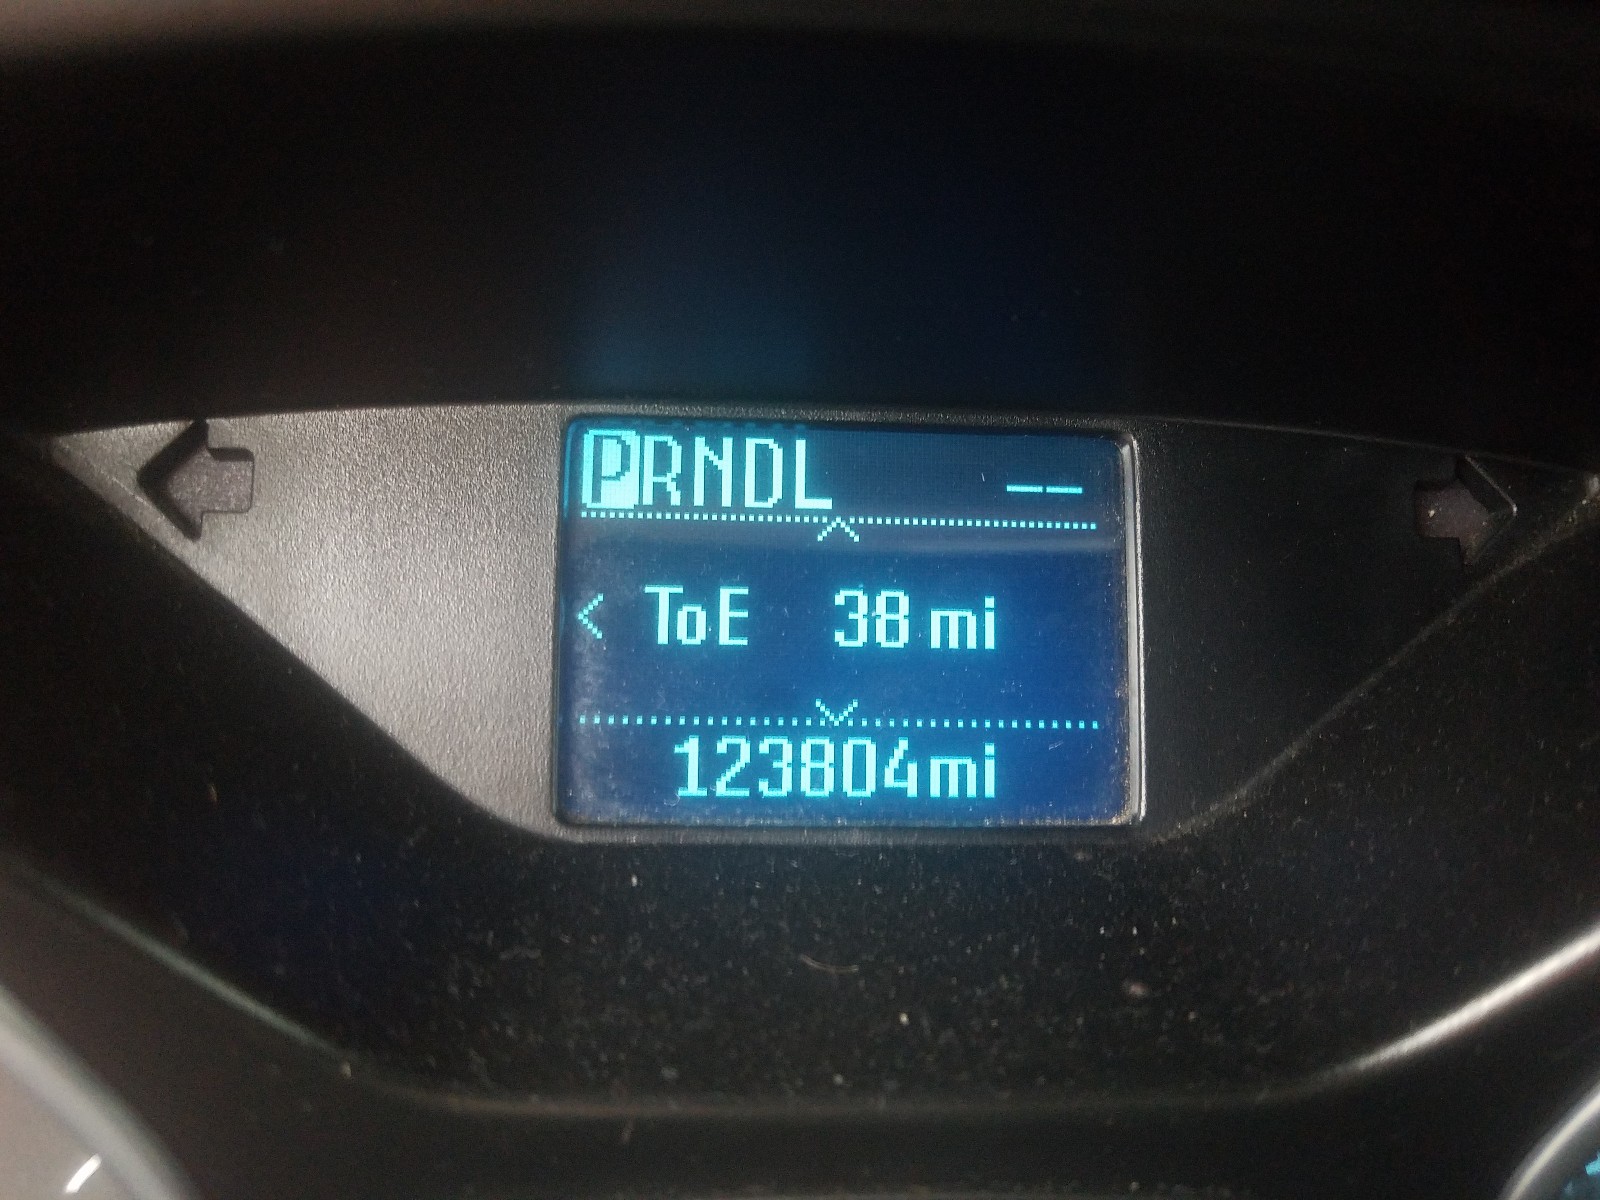 PRNDL --
< ToE 38 mi
123804mi